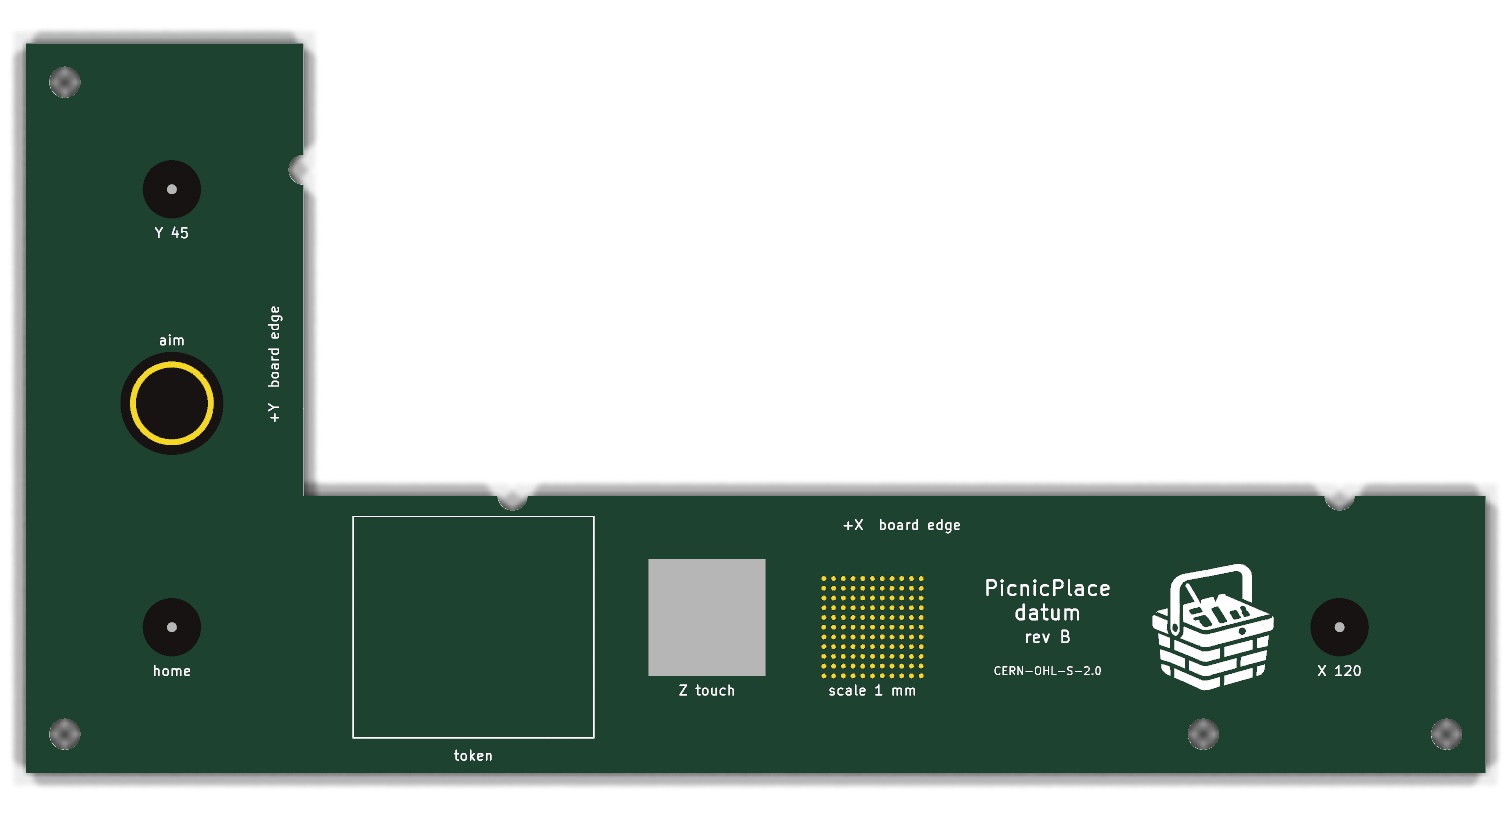 Y 45
aim
+Y board edge
home
token
+X board edge
Z touch
scale 1 mm
PicnicPlace
datum
rev B
CERN-OHL-S-2.0
X 120